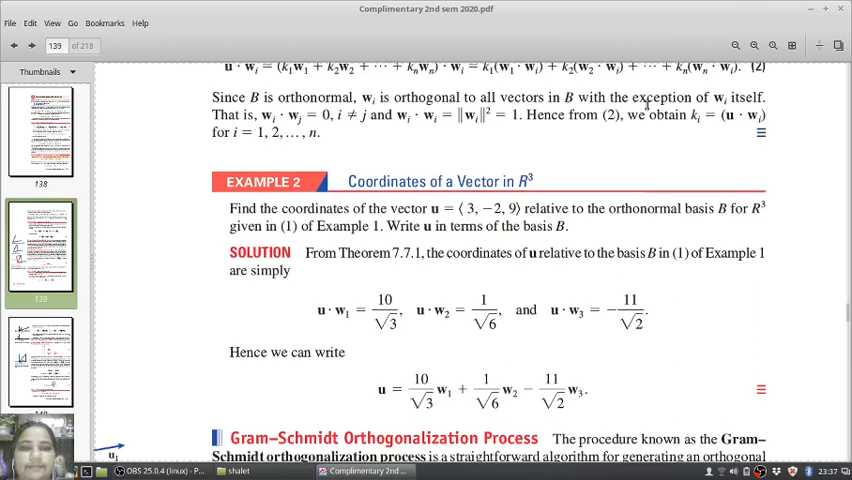 Complimentary 2nd sem 2020.pdf
File Edit View Go Bookmarks Help
139 of 218
Thumbnails
138
139
u · wᵢ = (k₁w₁ + k₂w₂ + ··· + kₙwₙ) · wᵢ = k₁(w₁ · wᵢ) + k₂(w₂ · wᵢ) + ··· + kₙ(wₙ · wᵢ). (2)
Since B is orthonormal, wᵢ is orthogonal to all vectors in B with the exception of wᵢ itself.
That is, wᵢ · wⱼ = 0, i ≠ j and wᵢ · wᵢ = ||wᵢ||² = 1. Hence from (2), we obtain kᵢ = (u · wᵢ)
for i = 1, 2, … , n.
EXAMPLE 2 Coordinates of a Vector in R³
Find the coordinates of the vector u = ⟨ 3, −2, 9⟩ relative to the orthonormal basis B for R³
given in (1) of Example 1. Write u in terms of the basis B.
SOLUTION From Theorem 7.7.1, the coordinates of u relative to the basis B in (1) of Example 1
are simply
u · w₁ = 10/√3, u · w₂ = 1/√6, and u · w₃ = −11/√2.
Hence we can write
u = 10/√3 w₁ + 1/√6 w₂ − 11/√2 w₃.
Gram–Schmidt Orthogonalization Process The procedure known as the Gram–
Schmidt orthogonalization process is a straightforward algorithm for generating an orthogonal
u₁
OBS 25.0.4 (linux) - P... shalet Complimentary 2nd ... 23:37